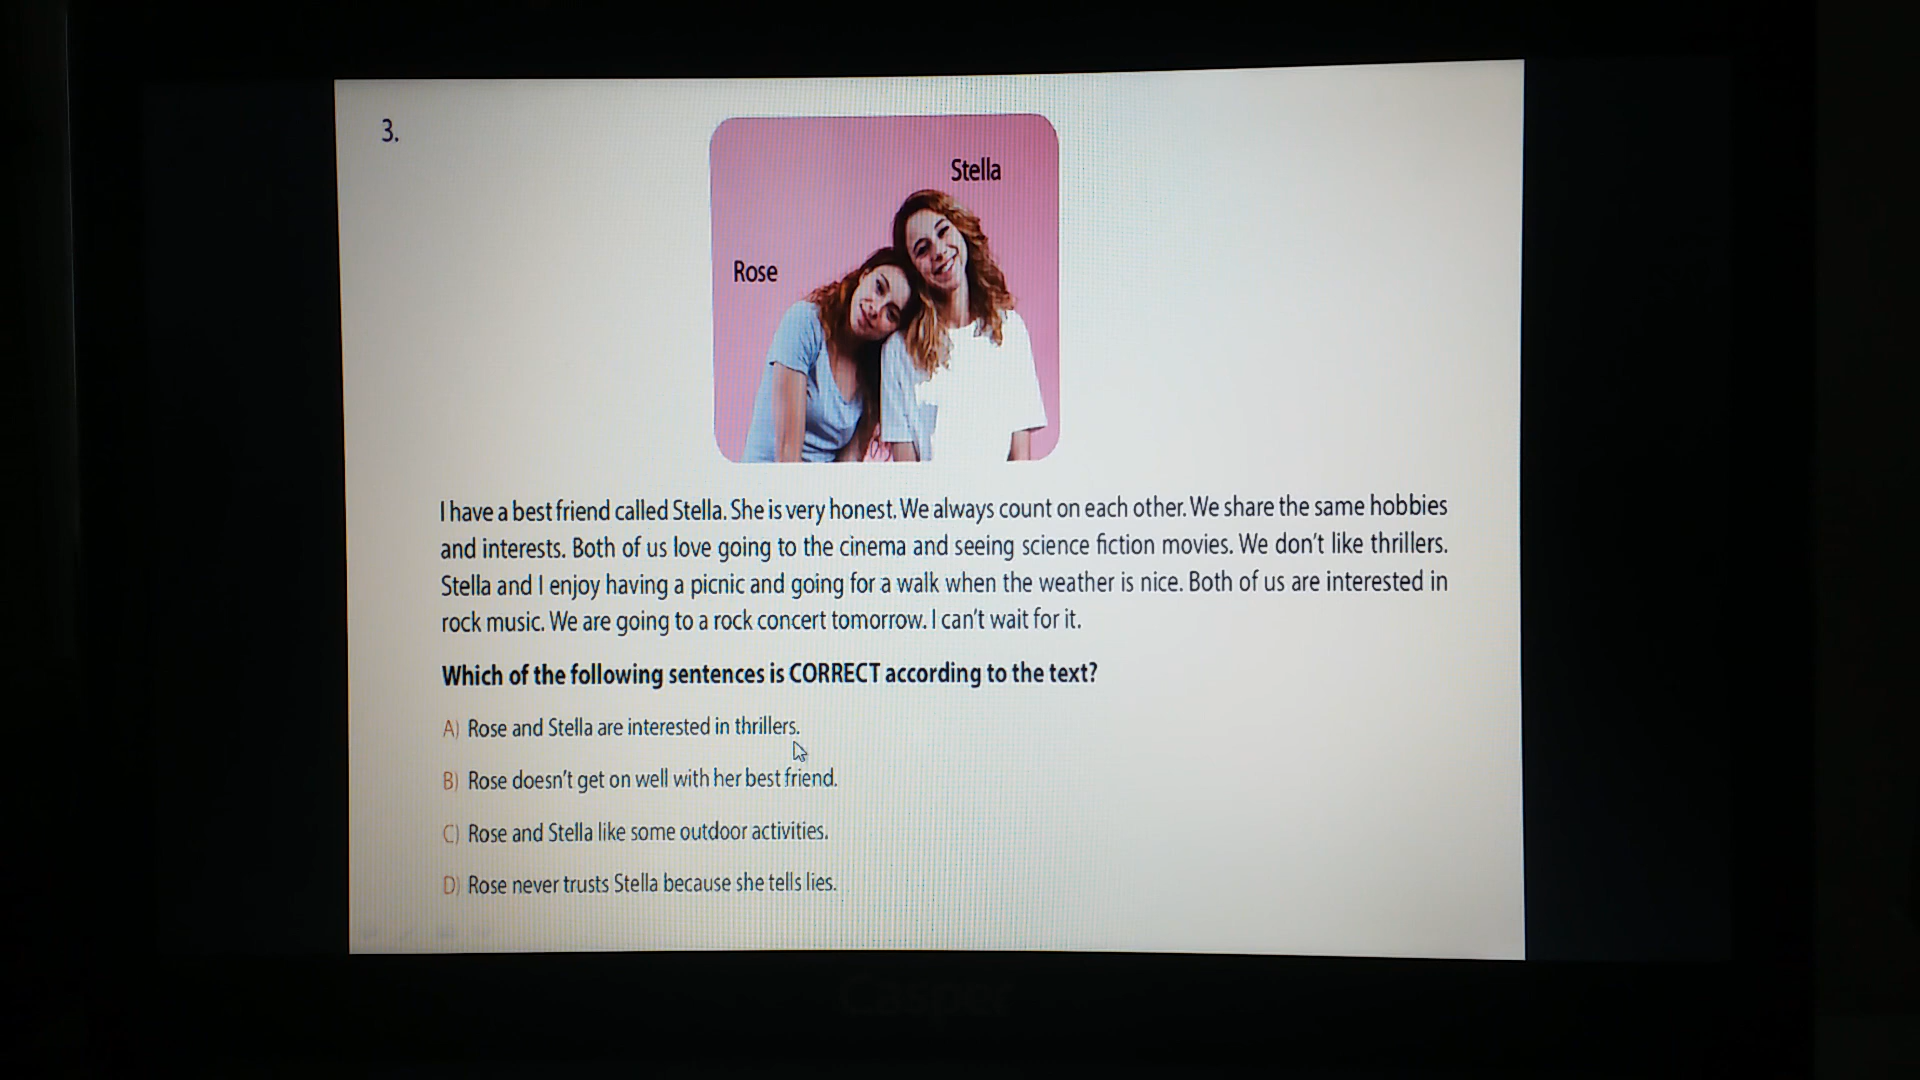 3.
Stella
Rose
I have a best friend called Stella. She is very honest. We always count on each other. We share the same hobbies
and interests. Both of us love going to the cinema and seeing science fiction movies. We don't like thrillers.
Stella and I enjoy having a picnic and going for a walk when the weather is nice. Both of us are interested in
rock music. We are going to a rock concert tomorrow. I can't wait for it.
Which of the following sentences is CORRECT according to the text?
A) Rose and Stella are interested in thrillers.
B) Rose doesn't get on well with her best friend.
C) Rose and Stella like some outdoor activities.
D) Rose never trusts Stella because she tells lies.
Casper